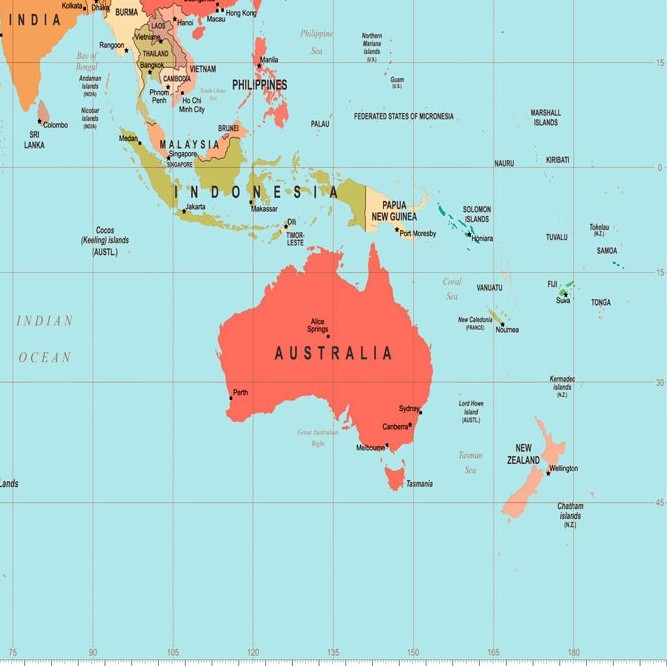 Kolkata
Dhaka
Hong Kong
Macau
INDIA
BURMA
LAOS
Hanoi
Vientiane
Rangoon
THAILAND
Bangkok
VIETNAM
CAMBODIA
Phnom
Penh
Ho Chi
Minh City
Bay of
Bengal
Andaman
islands
(INDIA)
Nicobar
islands
(INDIA)
South China
Sea
Philippine
Sea
Manila
PHILIPPINES
Northern
Mariana
islands
(U.S.)
Guam
(U.S.)
15
PALAU
FEDERATED STATES OF MICRONESIA
MARSHALL
ISLANDS
Colombo
SRI
LANKA
Medan
MALAYSIA
BRUNEI
Singapore
SINGAPORE
NAURU
KIRIBATI
0
INDONESIA
Jakarta
Makassar
Dili
TIMOR-
LESTE
PAPUA
NEW GUINEA
Port Moresby
SOLOMON
ISLANDS
Honiara
TUVALU
Tokelau
(N.Z.)
SAMOA
Cocos
(Keeling) islands
(AUSTL.)
15
Coral
Sea
VANUATU
FIJI
Suva
TONGA
New Caledonia
(FRANCE)
Noumea
INDIAN
OCEAN
Alice
Springs
AUSTRALIA
Perth
Sydney
Canberra
Melbourne
Great Australian
Bight
Tasmania
30
Kermadec
islands
(N.Z.)
Lord Howe
Island
(AUSTL.)
Tasman
Sea
NEW
ZEALAND
Wellington
Chatham
islands
(N.Z.)
45
75 90 105 120 135 150 165 180